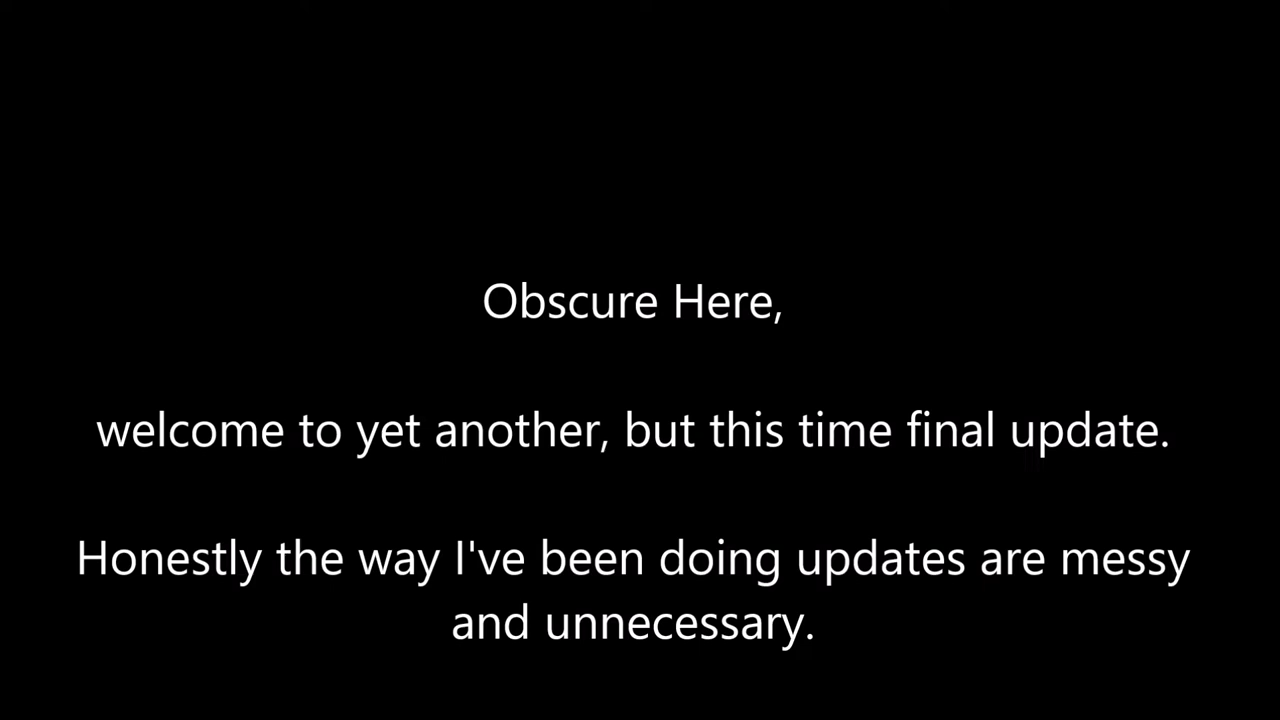 Obscure Here,
welcome to yet another, but this time final update.
Honestly the way I've been doing updates are messy
and unnecessary.